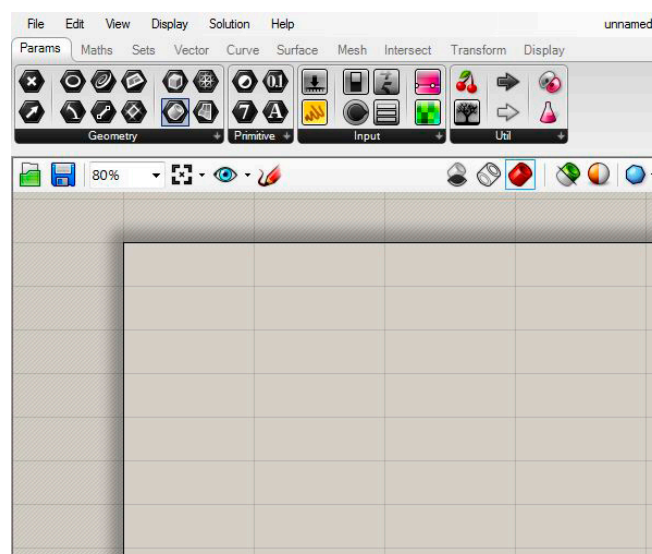 File Edit View Display Solution Help unnamed
Params Maths Sets Vector Curve Surface Mesh Intersect Transform Display
0.1
7 A
Geometry Primitive Input Util
80%